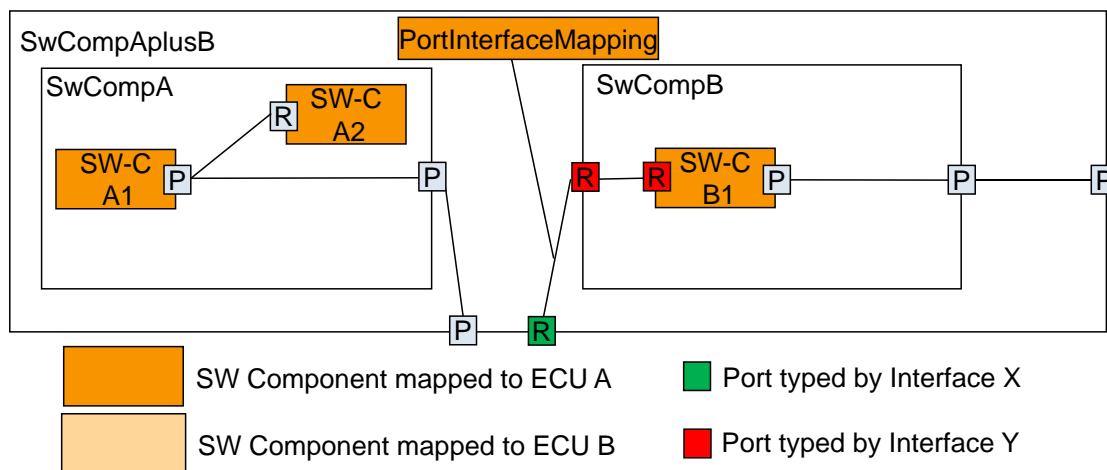 SwCompAplusB
PortInterfaceMapping
SwCompA
SW-C
A2
R
SW-C
A1
P
P
SwCompB
R
R
SW-C
B1
P
P
P
P
R
SW Component mapped to ECU A
Port typed by Interface X
SW Component mapped to ECU B
Port typed by Interface Y